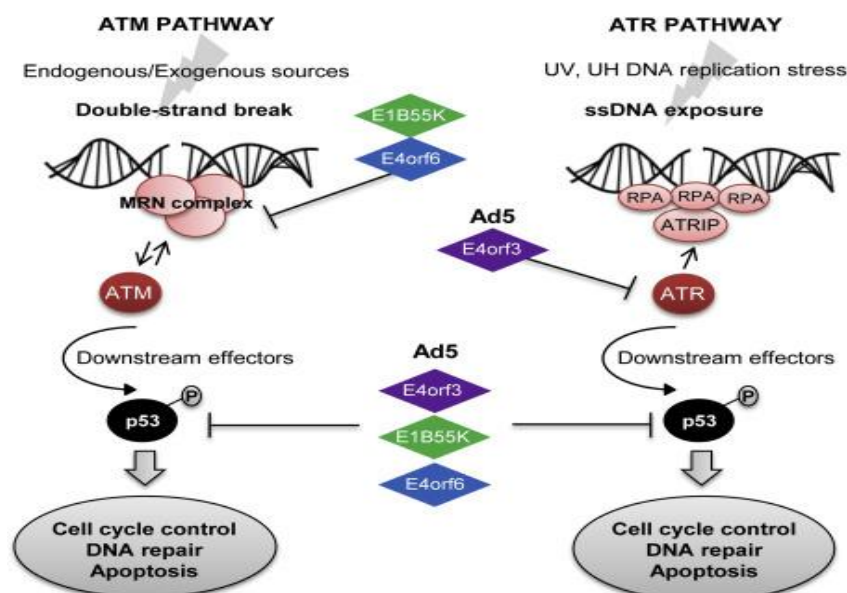 ATM PATHWAY
Endogenous/Exogenous sources
Double-strand break
MRN complex
ATM
Downstream effectors
P
p53
Cell cycle control
DNA repair
Apoptosis
E1B55K
E4orf6
Ad5
E4orf3
Ad5
E4orf3
E1B55K
E4orf6
ATR PATHWAY
UV, UH DNA replication stress
ssDNA exposure
RPA RPA RPA
ATRIP
ATR
Downstream effectors
P
p53
Cell cycle control
DNA repair
Apoptosis